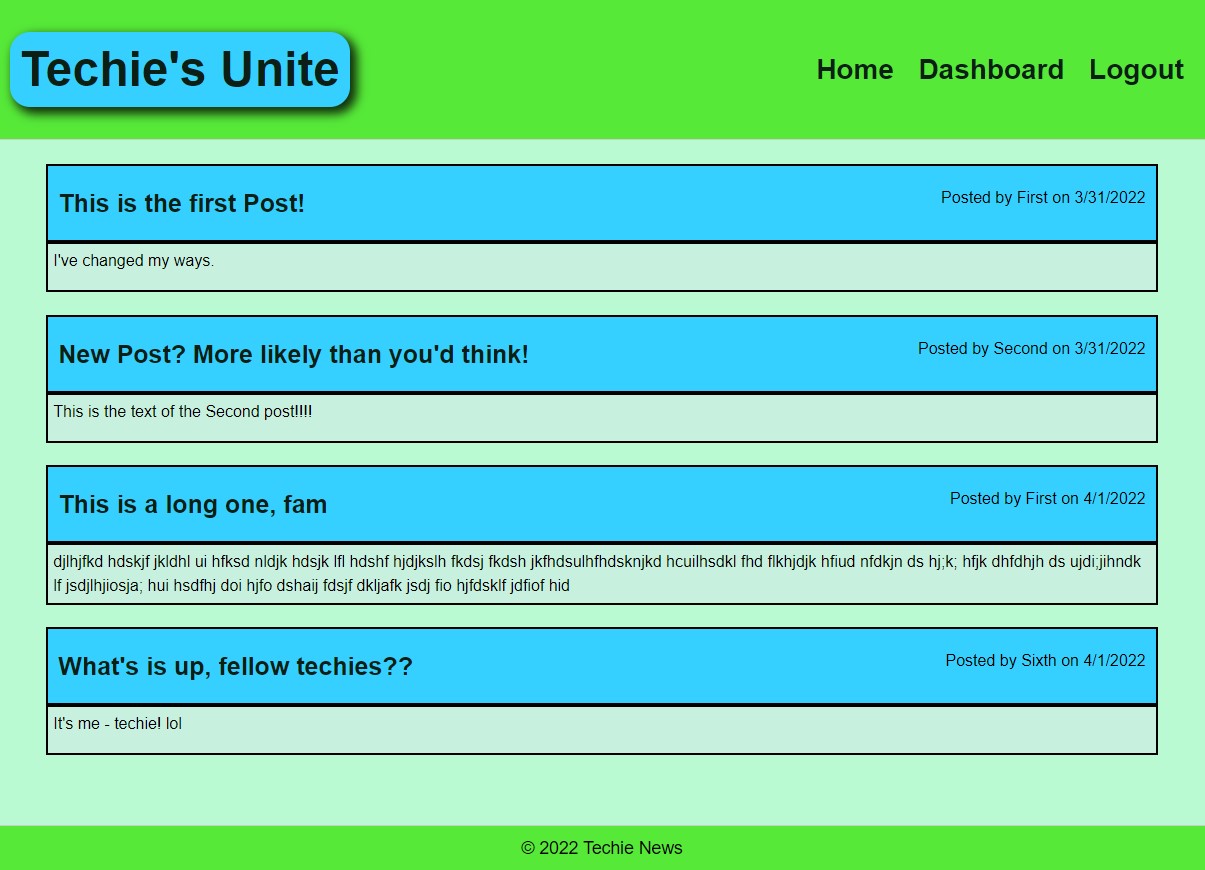 Techie's Unite
Home Dashboard Logout
This is the first Post!
Posted by First on 3/31/2022
I've changed my ways.
New Post? More likely than you'd think!
Posted by Second on 3/31/2022
This is the text of the Second post!!!!
This is a long one, fam
Posted by First on 4/1/2022
djlhjfkd hdskjf jkldhl ui hfksd nldjk hdsjk lfl hdshf hjdjkslh fkdsj fkdsh jkfhdsulhfhdsknjkd hcuilhsdkl fhd flkhjdjk hfiud nfdkjn ds hj;k; hfjk dhfdhjh ds ujdi;jihndk
lf jsdjlhjiosja; hui hsdfhj doi hjfo dshaij fdsjf dkljafk jsdj fio hjfdsklf jdfiof hid
What's is up, fellow techies??
Posted by Sixth on 4/1/2022
It's me - techie! lol
© 2022 Techie News